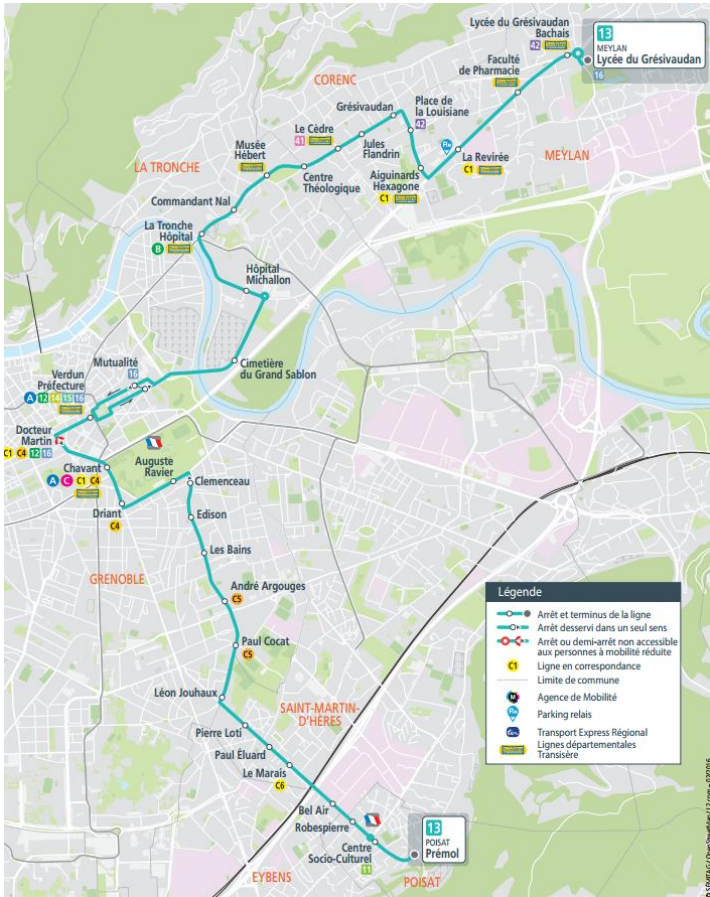 Lycée du Grésivaudan
Bachais
42
13
MEYLAN
Lycée du Grésivaudan
16
Faculté
de Pharmacie
CORENC
Grésivaudan
Place de
la Louisiane
42
Le Cèdre
41
Jules
Flandrin
Musée
Hébert
La Revirée
C1
MEYLAN
LA TRONCHE
Centre
Théologique
Aiguinards
Hexagone
C1
Commandant Nal
La Tronche
Hôpital
B
Hôpital
Michallon
Mutualité
16
Cimetière
du Grand Sablon
Verdun
Préfecture
A 12 14 15 16
Docteur
Martin
C1 C4 12 16
Chavant
A C C1 C4
Auguste
Ravier
Clemenceau
Driant
C4
Edison
Les Bains
GRENOBLE
André Argouges
C5
Paul Cocat
C5
Léon Jouhaux
SAINT-MARTIN-
D'HÈRES
Pierre Loti
Paul Éluard
Le Marais
C6
Bel Air
Robespierre
Centre
Socio-Culturel
11
13
POISAT
Prémol
EYBENS
POISAT
Légende
Arrêt et terminus de la ligne
Arrêt desservi dans un seul sens
Arrêt ou demi-arrêt non accessible
aux personnes à mobilité réduite
C1
Ligne en correspondance
Limite de commune
Agence de Mobilité
Parking relais
Transport Express Régional
Lignes départementales
Transisère